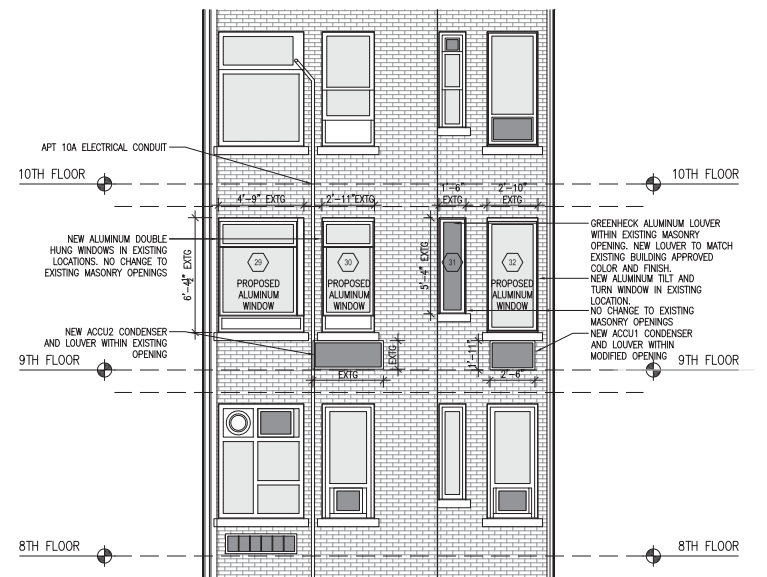 APT 10A ELECTRICAL CONDUIT
10TH FLOOR
10TH FLOOR
4'-9" EXTG
2'-11"EXTG
1'-6"
EXTG
2'-10"
EXTG
NEW ALUMINUM DOUBLE
HUNG WINDOWS IN EXISTING
LOCATIONS. NO CHANGE TO
EXISTING MASONRY OPENINGS
6'-4½" EXTG
29
PROPOSED
ALUMINUM
WINDOW
30
PROPOSED
ALUMINUM
WINDOW
5'-4" EXTG
31
32
PROPOSED
ALUMINUM
WINDOW
GREENHECK ALUMINUM LOUVER
WITHIN EXISTING MASONRY
OPENING. NEW LOUVER TO MATCH
EXISTING BUILDING APPROVED
COLOR AND FINISH.
NEW ALUMINUM TILT AND
TURN WINDOW IN EXISTING
LOCATION.
NO CHANGE TO EXISTING
MASONRY OPENINGS
NEW ACCU1 CONDENSER
AND LOUVER WITHIN
MODIFIED OPENING
NEW ACCU2 CONDENSER
AND LOUVER WITHIN EXISTING
OPENING
EXTG
EXTG
1'-11"
2'-6"
9TH FLOOR
9TH FLOOR
8TH FLOOR
8TH FLOOR